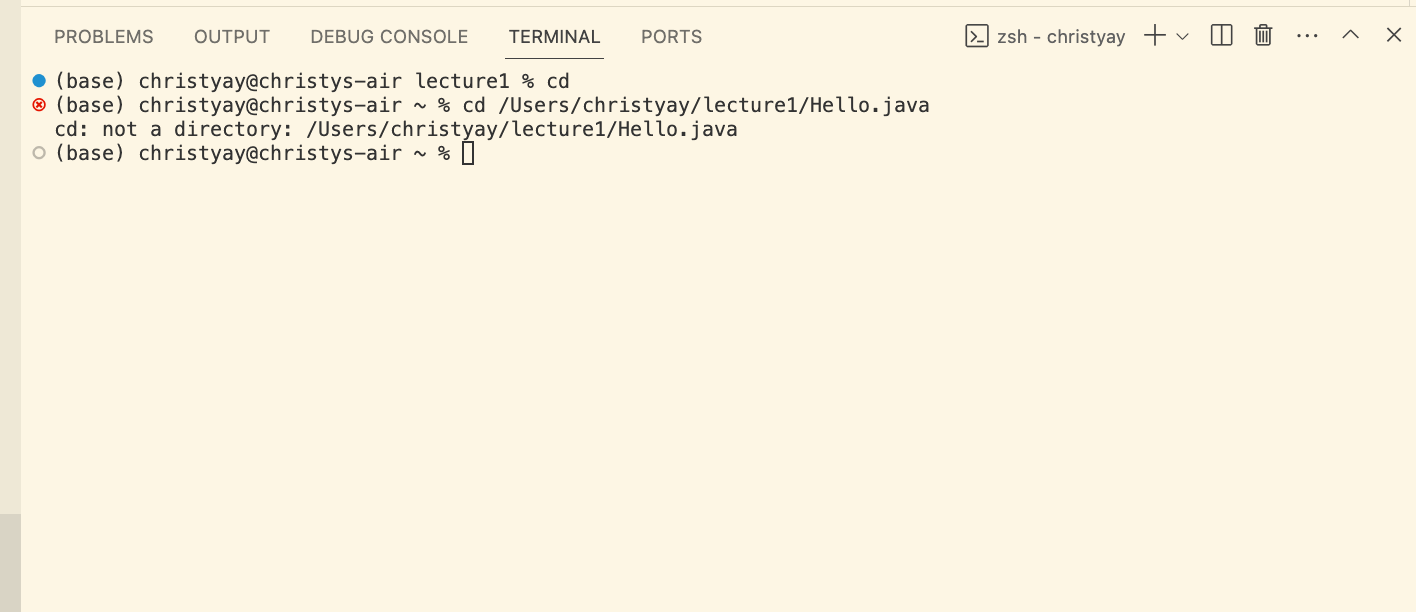 PROBLEMS OUTPUT DEBUG CONSOLE TERMINAL PORTS zsh - christyay
(base) christyay@christys-air lecture1 % cd
(base) christyay@christys-air ~ % cd /Users/christyay/lecture1/Hello.java
cd: not a directory: /Users/christyay/lecture1/Hello.java
(base) christyay@christys-air ~ %